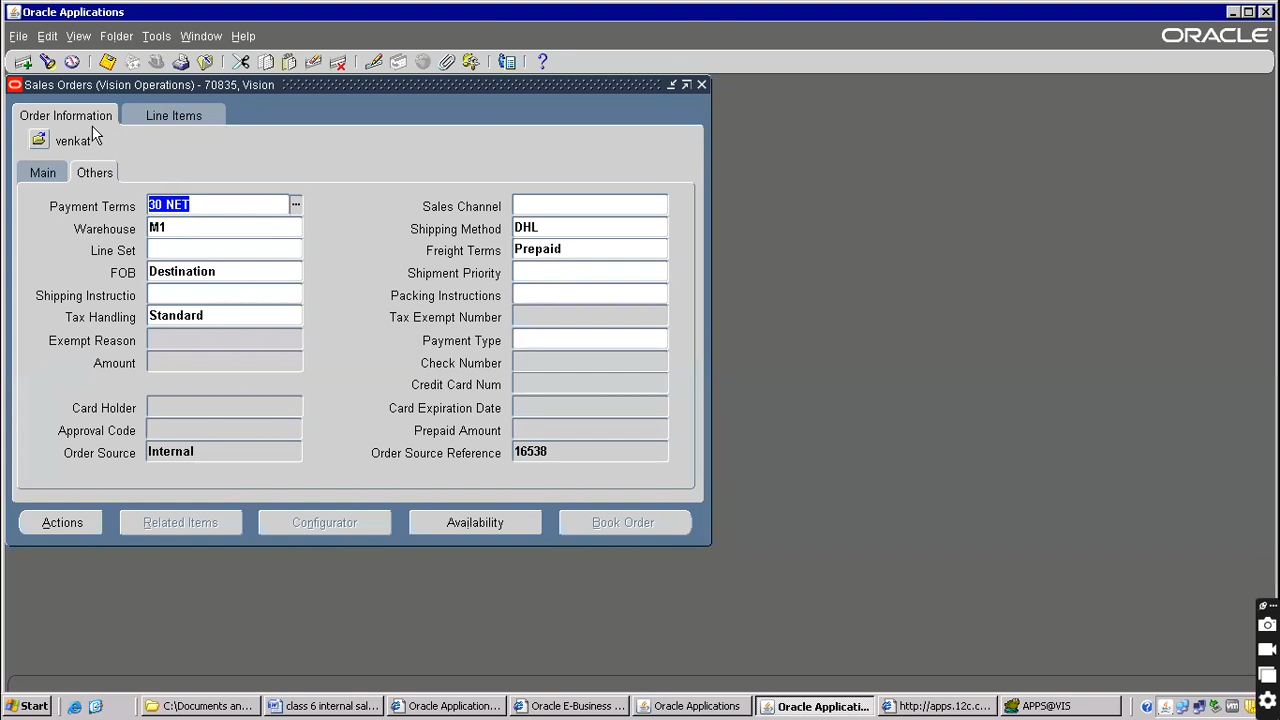 Oracle Applications
File Edit View Folder Tools Window Help
ORACLE
Sales Orders (Vision Operations) - 70835, Vision
Order Information Line Items
venkat
Main Others
Payment Terms 30 NET ... Sales Channel
Warehouse M1 Shipping Method DHL
Line Set Freight Terms Prepaid
FOB Destination Shipment Priority
Shipping Instructio Packing Instructions
Tax Handling Standard Tax Exempt Number
Exempt Reason Payment Type
Amount Check Number
Credit Card Num
Card Holder Card Expiration Date
Approval Code Prepaid Amount
Order Source Internal Order Source Reference 16538
Actions Related Items Configurator Availability Book Order
Start C:\Documents an... class on internal sal... Oracle Application... Oracle E-business ... Oracle Applications Oracle Applicati... http://apps.12c.c... APPS@VIS